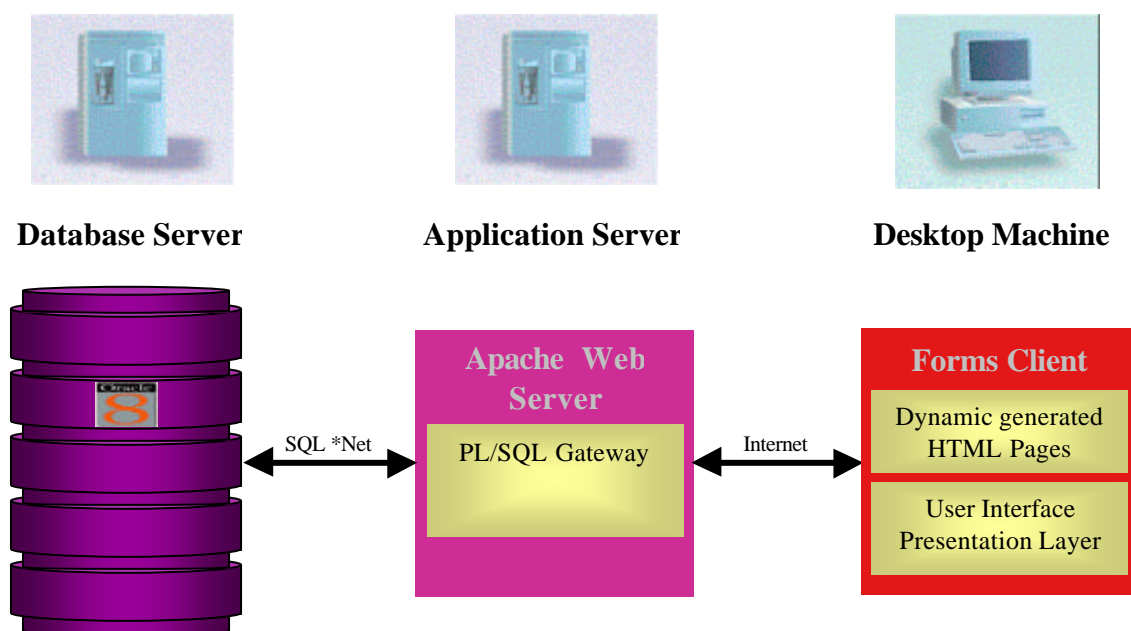 Database Server
Application Server
Desktop Machine
Oracle
8
SQL *Net
Apache Web
Server
PL/SQL Gateway
Internet
Forms Client
Dynamic generated
HTML Pages
User Interface
Presentation Layer